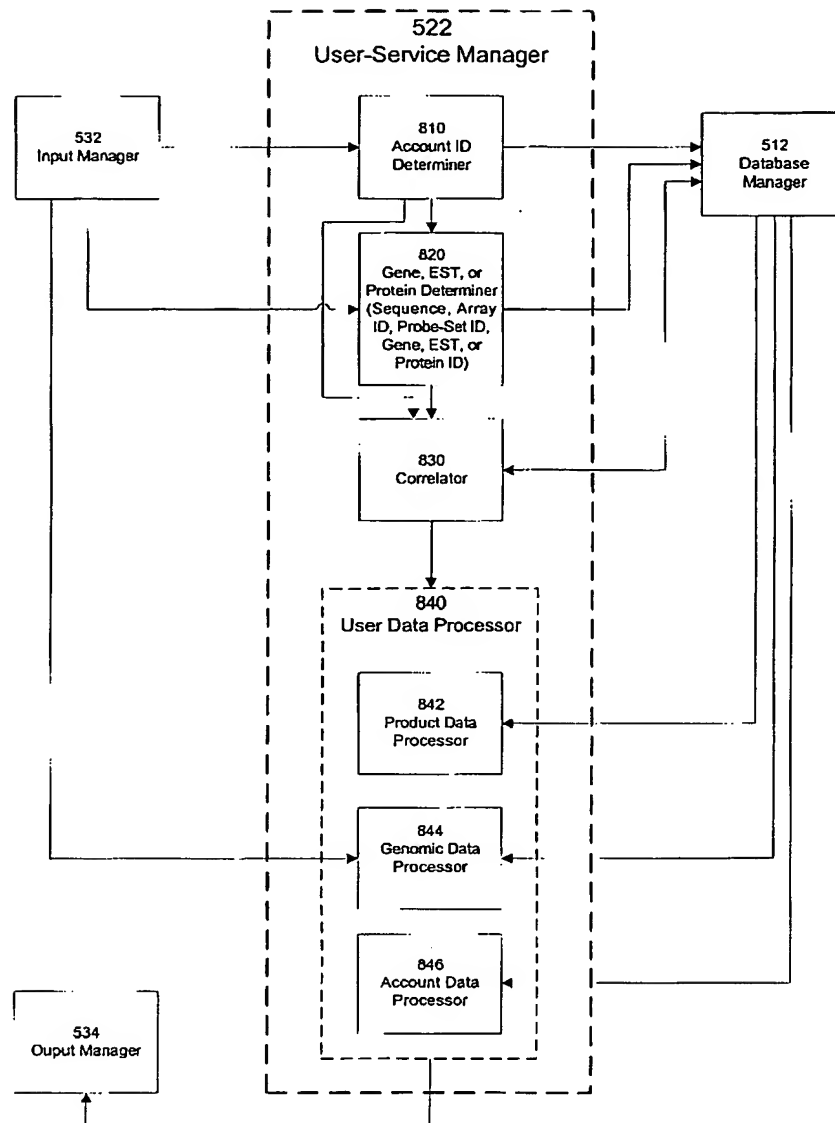 522
User-Service Manager
532
Input Manager
810
Account ID
Determiner
512
Database
Manager
820
Gene, EST, or
Protein Determiner
(Sequence, Array
ID, Probe-Set ID,
Gene, EST, or
Protein ID)
830
Correlator
840
User Data Processor
842
Product Data
Processor
844
Genomic Data
Processor
846
Account Data
Processor
534
Ouput Manager